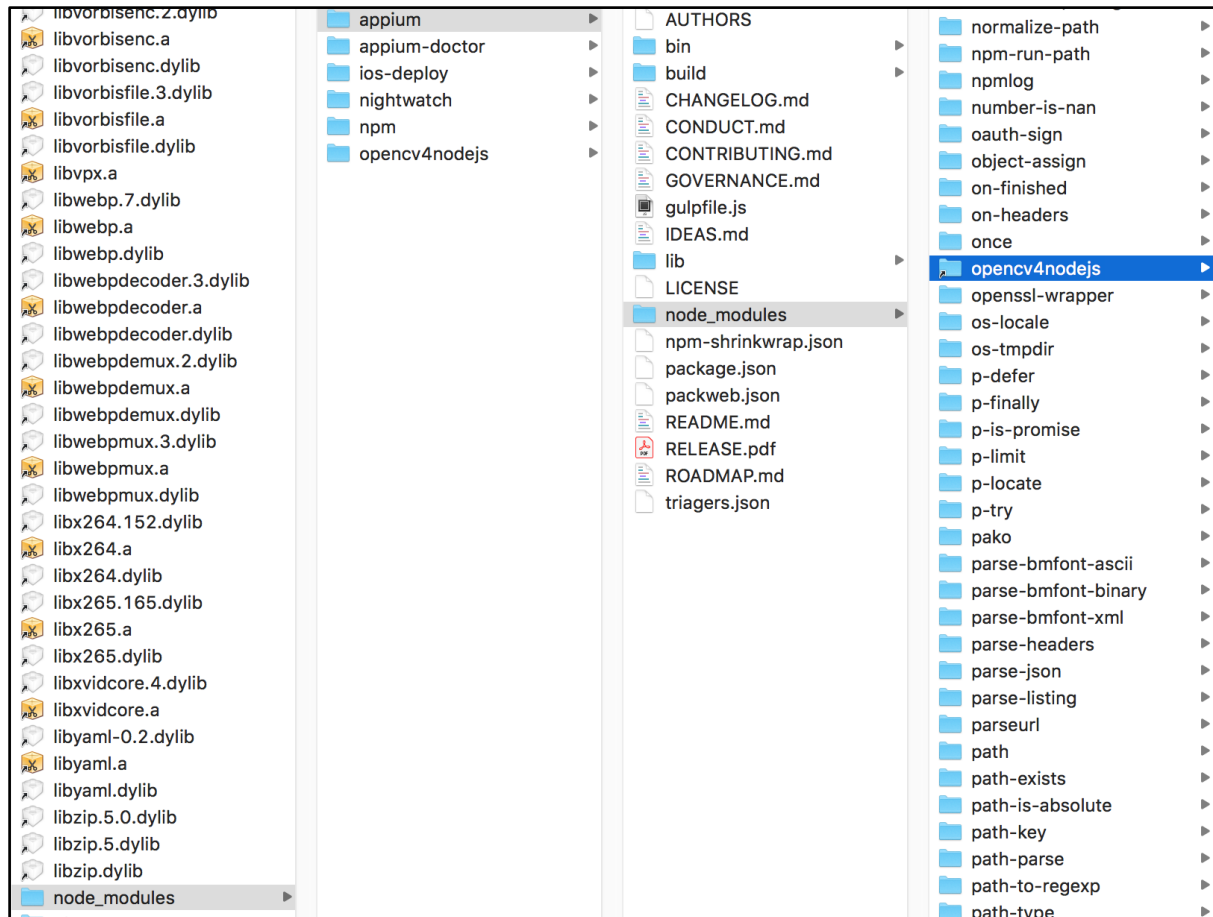 libvorbisenc.2.dylib
libvorbisenc.a
libvorbisenc.dylib
libvorbisfile.3.dylib
libvorbisfile.a
libvorbisfile.dylib
libvpx.a
libwebp.7.dylib
libwebp.a
libwebp.dylib
libwebpdecoder.3.dylib
libwebpdecoder.a
libwebpdecoder.dylib
libwebpdemux.2.dylib
libwebpdemux.a
libwebpdemux.dylib
libwebpmux.3.dylib
libwebpmux.a
libwebpmux.dylib
libx264.152.dylib
libx264.a
libx264.dylib
libx265.165.dylib
libx265.a
libx265.dylib
libxvidcore.4.dylib
libxvidcore.a
libyaml-0.2.dylib
libyaml.a
libyaml.dylib
libzip.5.0.dylib
libzip.5.dylib
libzip.dylib
node_modules
appium
appium-doctor
ios-deploy
nightwatch
npm
opencv4nodejs
AUTHORS
bin
build
CHANGELOG.md
CONDUCT.md
CONTRIBUTING.md
GOVERNANCE.md
gulpfile.js
IDEAS.md
lib
LICENSE
node_modules
npm-shrinkwrap.json
package.json
packweb.json
README.md
RELEASE.pdf
ROADMAP.md
triagers.json
normalize-path
npm-run-path
npmlog
number-is-nan
oauth-sign
object-assign
on-finished
on-headers
once
opencv4nodejs
openssl-wrapper
os-locale
os-tmpdir
p-defer
p-finally
p-is-promise
p-limit
p-locate
p-try
pako
parse-bmfont-ascii
parse-bmfont-binary
parse-bmfont-xml
parse-headers
parse-json
parse-listing
parseurl
path
path-exists
path-is-absolute
path-key
path-parse
path-to-regexp
path-type